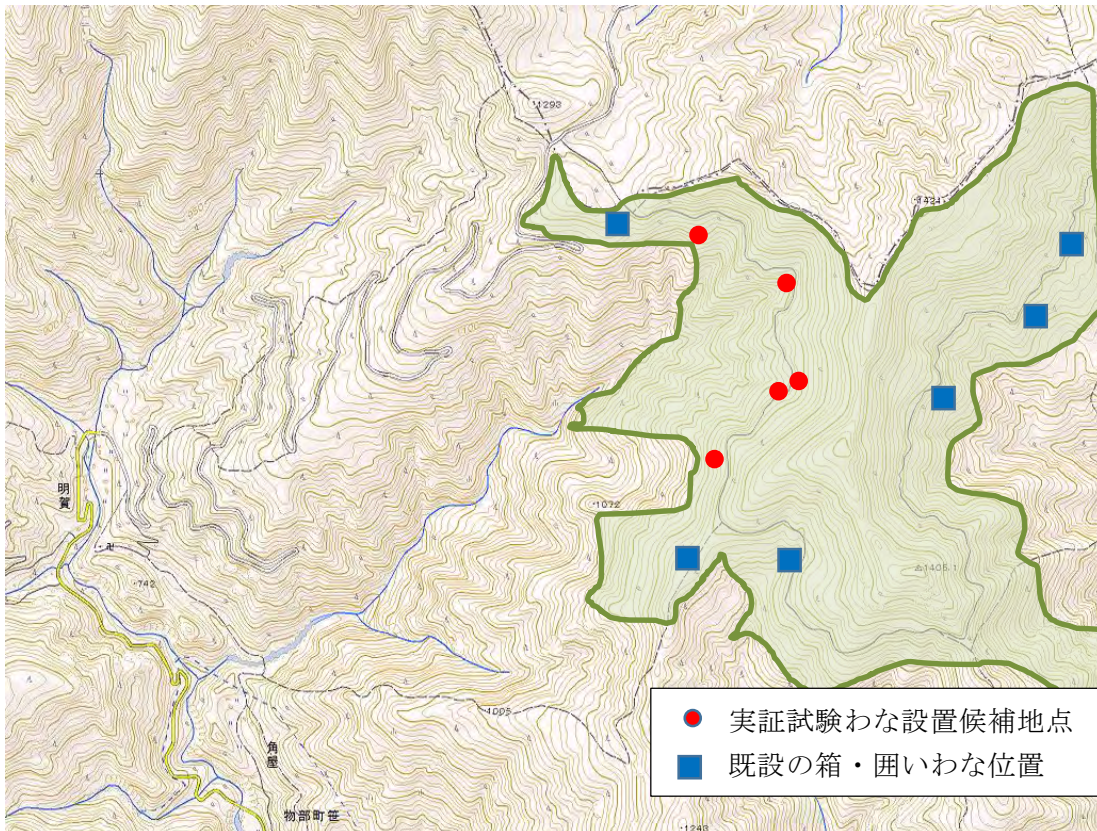 ・1293
・1424
明賀
・1072
・742
△1405.1
・1005
角屋
物部町笹
・1243
実証試験わな設置候補地点
既設の箱・囲いわな位置